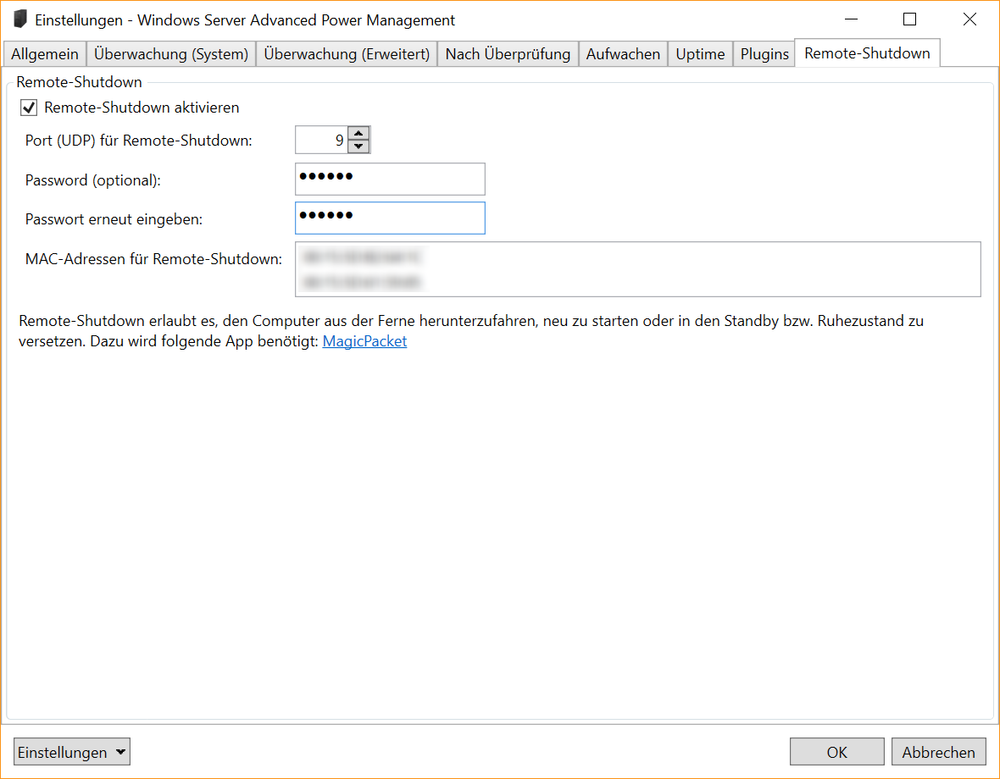 Einstellungen - Windows Server Advanced Power Management
Allgemein Überwachung (System) Überwachung (Erweitert) Nach Überprüfung Aufwachen Uptime Plugins Remote-Shutdown
Remote-Shutdown
Remote-Shutdown aktivieren
Port (UDP) für Remote-Shutdown: 9
Password (optional): ●●●●●●
Passwort erneut eingeben: ●●●●●●
MAC-Adressen für Remote-Shutdown:
Remote-Shutdown erlaubt es, den Computer aus der Ferne herunterzufahren, neu zu starten oder in den Standby bzw. Ruhezustand zu
versetzen. Dazu wird folgende App benötigt: MagicPacket
Einstellungen OK Abbrechen